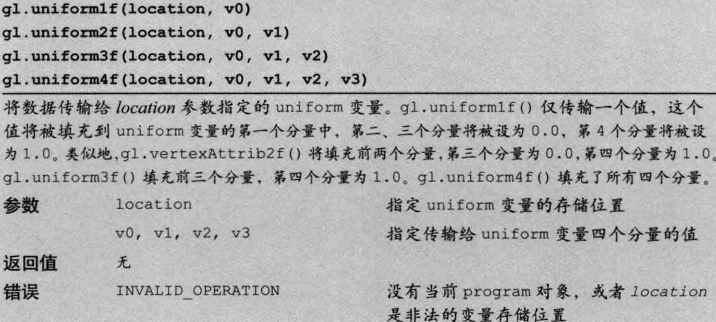 gl.uniform1f(location, v0)
gl.uniform2f(location, v0, v1)
gl.uniform3f(location, v0, v1, v2)
gl.uniform4f(location, v0, v1, v2, v3)
将数据传输给 location 参数指定的 uniform 变量。gl.uniform1f() 仅传输一个值，这个
值将被填充到 uniform 变量的第一个分量中，第二、三个分量将被设为 0.0，第 4 个分量将被设
为 1.0。类似地,gl.vertexAttrib2f() 将填充前两个分量,第三个分量为 0.0,第四个分量为 1.0。
gl.uniform3f() 填充前三个分量，第四个分量为 1.0。gl.uniform4f() 填充了所有四个分量。
参数 location 指定 uniform 变量的存储位置
v0, v1, v2, v3 指定传输给 uniform 变量四个分量的值
返回值 无
错误 INVALID_OPERATION 没有当前 program 对象，或者 location
是非法的变量存储位置